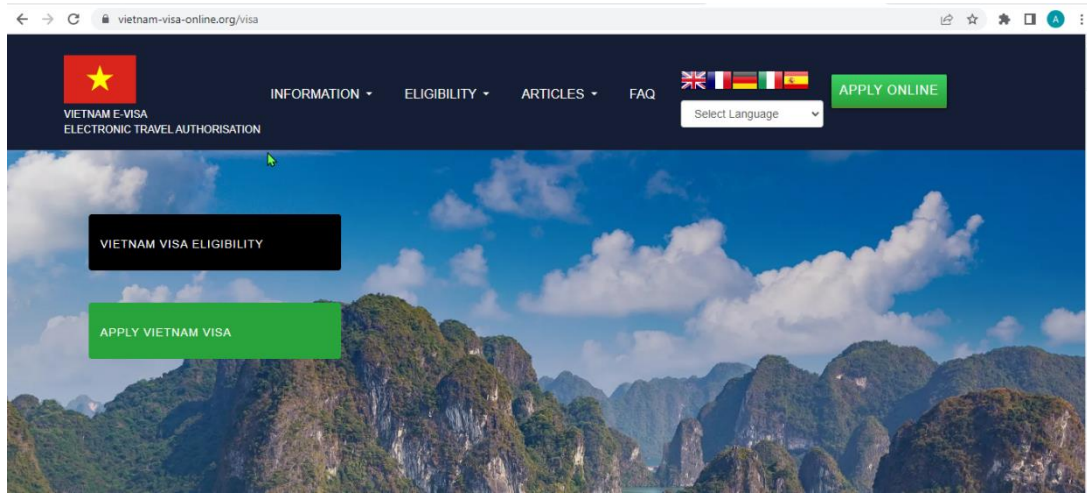 vietnam-visa-online.org/visa
A
INFORMATION
ELIGIBILITY
ARTICLES
FAQ
APPLY ONLINE
Select Language
VIETNAM E-VISA
ELECTRONIC TRAVEL AUTHORISATION
VIETNAM VISA ELIGIBILITY
APPLY VIETNAM VISA